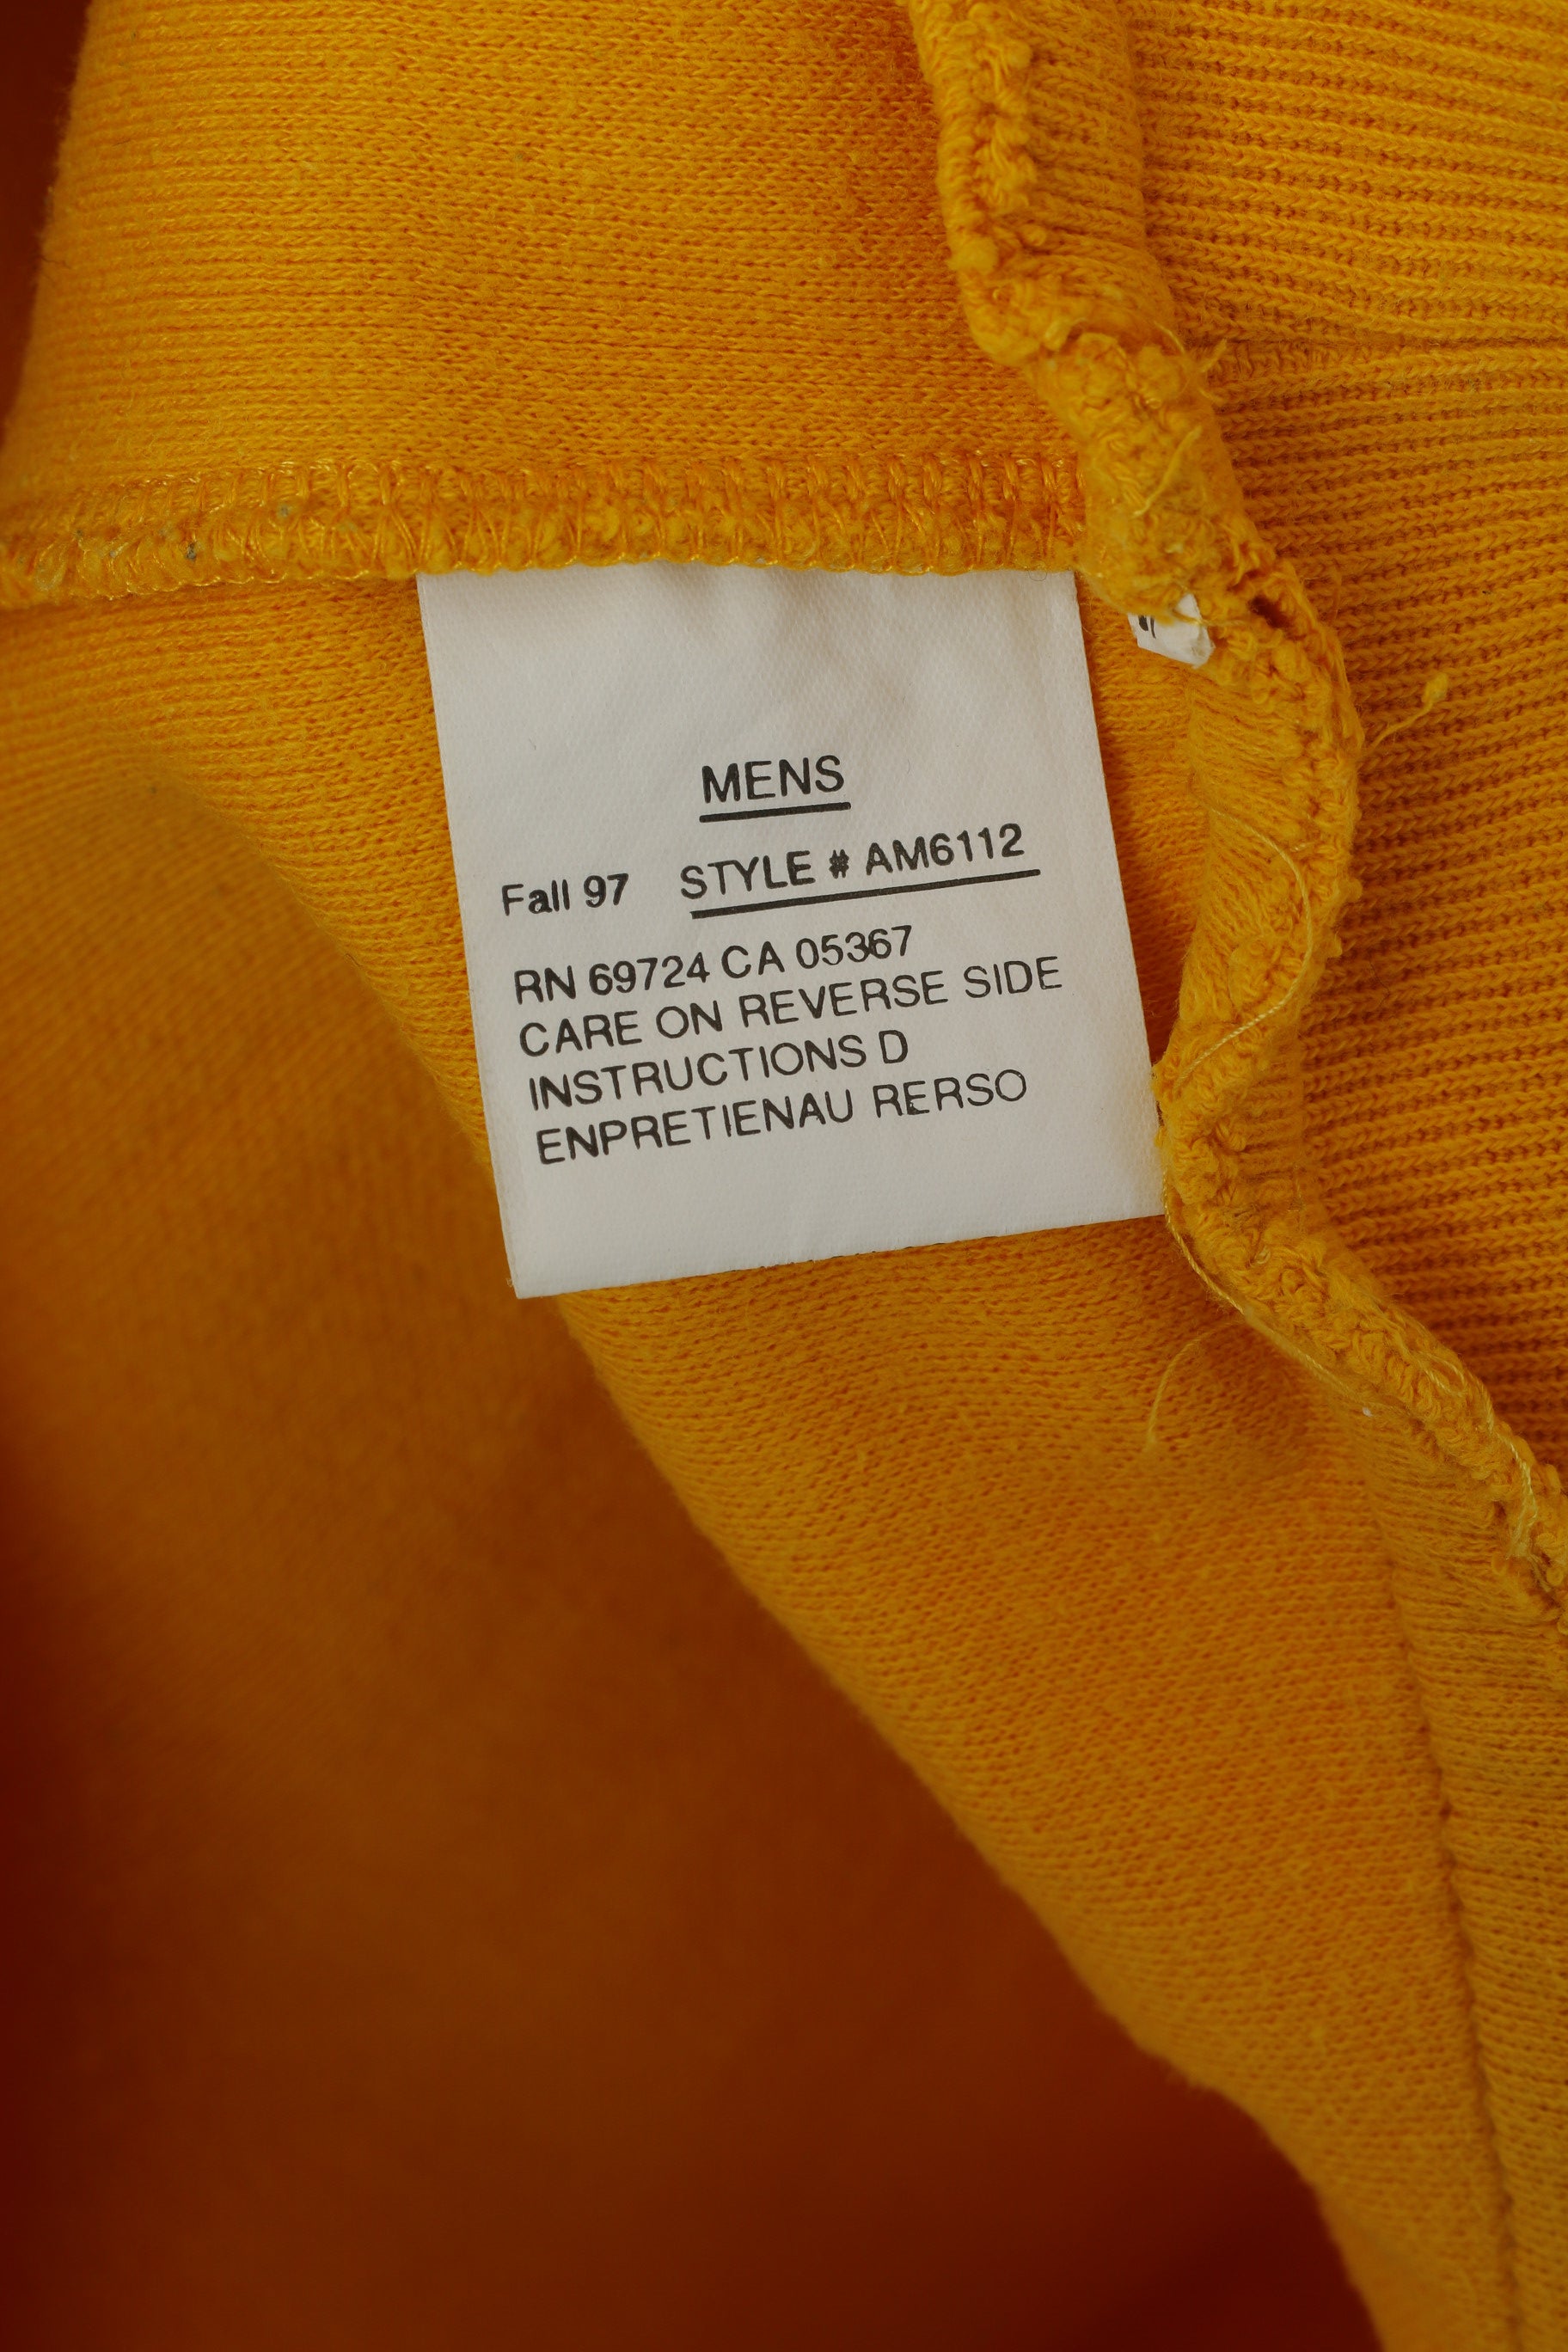 MENS
Fall 97 STYLE # AM6112
RN 69724 CA 05367
CARE ON REVERSE SIDE
INSTRUCTIONS D
ENPRETIENAU RERSO